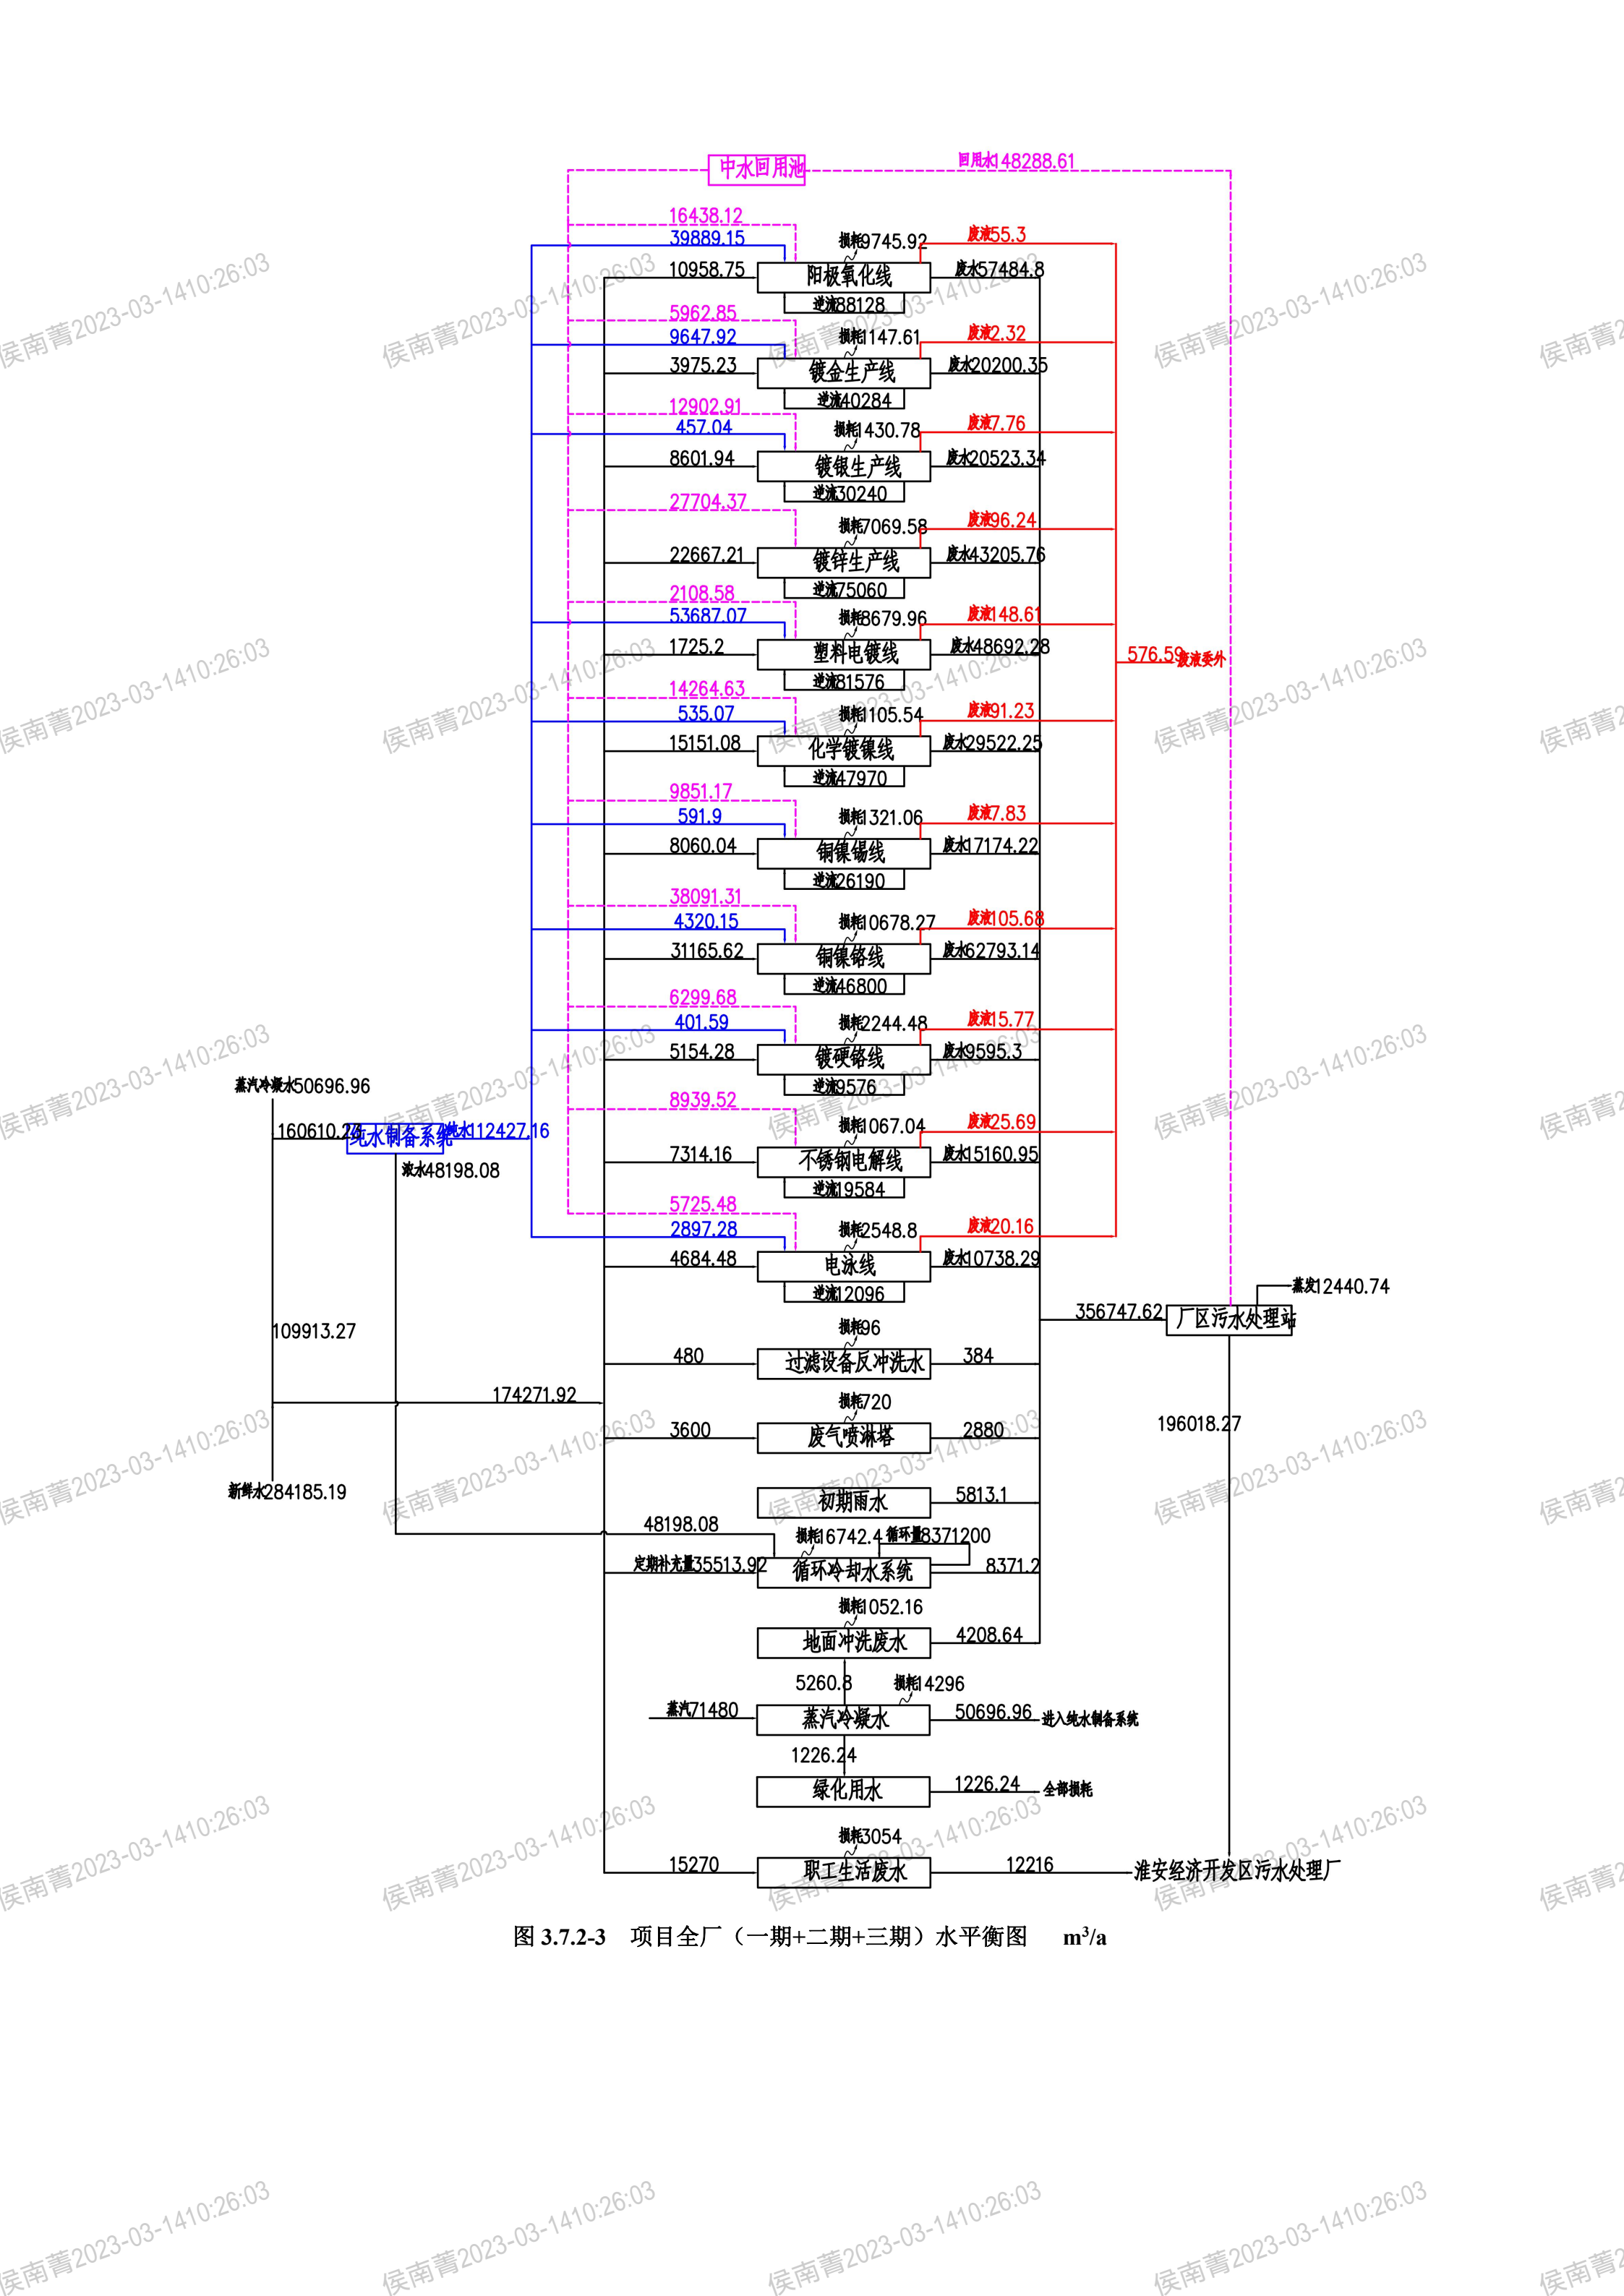 中水回用池
回用水148288.61
16438.12
39889.15
损耗9745.92
废液55.3
10958.75
阳极氧化线
废水57484.8
逆流88128
5962.85
9647.92
损耗1147.61
废液2.32
3975.23
镀金生产线
废水20200.35
逆流40284
12902.91
457.04
损耗1430.78
废液7.76
8601.94
镀银生产线
废水20523.34
逆流30240
27704.37
损耗7069.58
废液96.24
22667.21
镀锌生产线
废水43205.76
逆流75060
2108.58
53687.07
损耗8679.96
废液148.61
1725.2
塑料电镀线
废水48692.28
逆流81576
576.59
废液委外
14264.63
535.07
损耗1105.54
废液91.23
15151.08
化学镀镍线
废水29522.25
逆流47970
9851.17
591.9
损耗1321.06
废液7.83
8060.04
铜镍锡线
废水17174.22
逆流26190
38091.31
4320.15
损耗10678.27
废液105.68
31165.62
铜镍铬线
废水62793.14
逆流46800
6299.68
401.59
损耗2244.48
废液15.77
5154.28
镀硬铬线
废水9595.3
逆流9576
蒸汽冷凝水50696.96
160610.23
纯水制备系统
纯水112427.16
浓水48198.08
8939.52
损耗1067.04
废液25.69
7314.16
不锈钢电解线
废水15160.95
逆流19584
5725.48
2897.28
损耗2548.8
废液20.16
4684.48
电泳线
废水10738.29
逆流12096
蒸发12440.74
356747.62
厂区污水处理站
109913.27
损耗96
480
过滤设备反冲洗水
384
174271.92
损耗720
3600
废气喷淋塔
2880
196018.27
新鲜水284185.19
初期雨水
5813.1
48198.08
损耗16742.4
循环量8371200
定期补充量35513.92
循环冷却水系统
8371.2
损耗1052.16
地面冲洗废水
4208.64
5260.8
损耗14296
蒸汽71480
蒸汽冷凝水
50696.96
进入纯水制备系统
1226.24
绿化用水
1226.24
全部损耗
损耗3054
15270
职工生活废水
12216
淮安经济开发区污水处理厂
图 3.7.2-3 项目全厂（一期+二期+三期）水平衡图 m³/a
侯南菁2023-03-1410:26:03